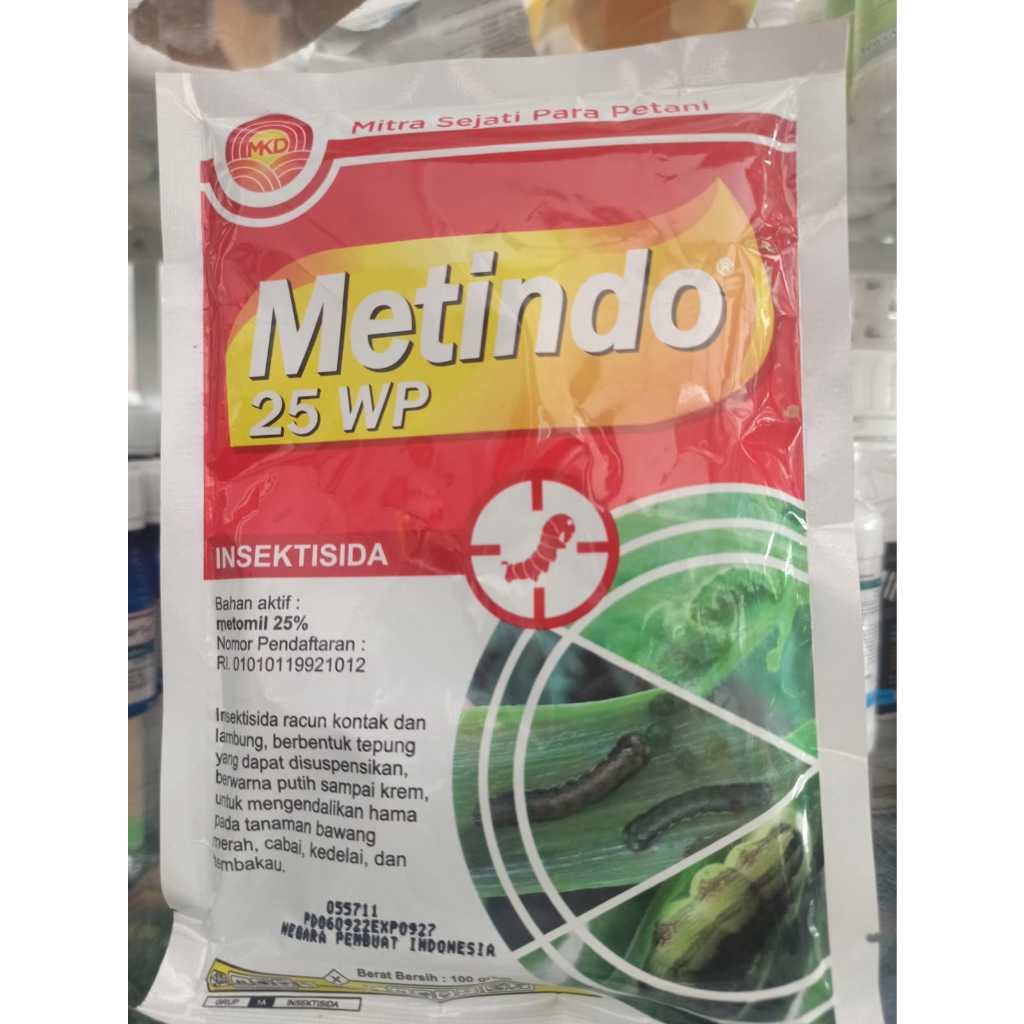 MKD
Mitra Sejati Para Petani
Metindo®
25 WP
INSEKTISIDA
Bahan aktif :
metomil 25%
Nomor Pendaftaran :
RI. 01010119921012
Insektisida racun kontak dan
lambung, berbentuk tepung
yang dapat disuspensikan,
berwarna putih sampai krem,
untuk mengendalikan hama
pada tanaman bawang
merah, cabai, kedelai, dan
tembakau.
055711
PD060922EXP0927
NEGARA PEMBUAT INDONESIA
Berat Bersih : 100
GRUP 1A INSEKTISIDA